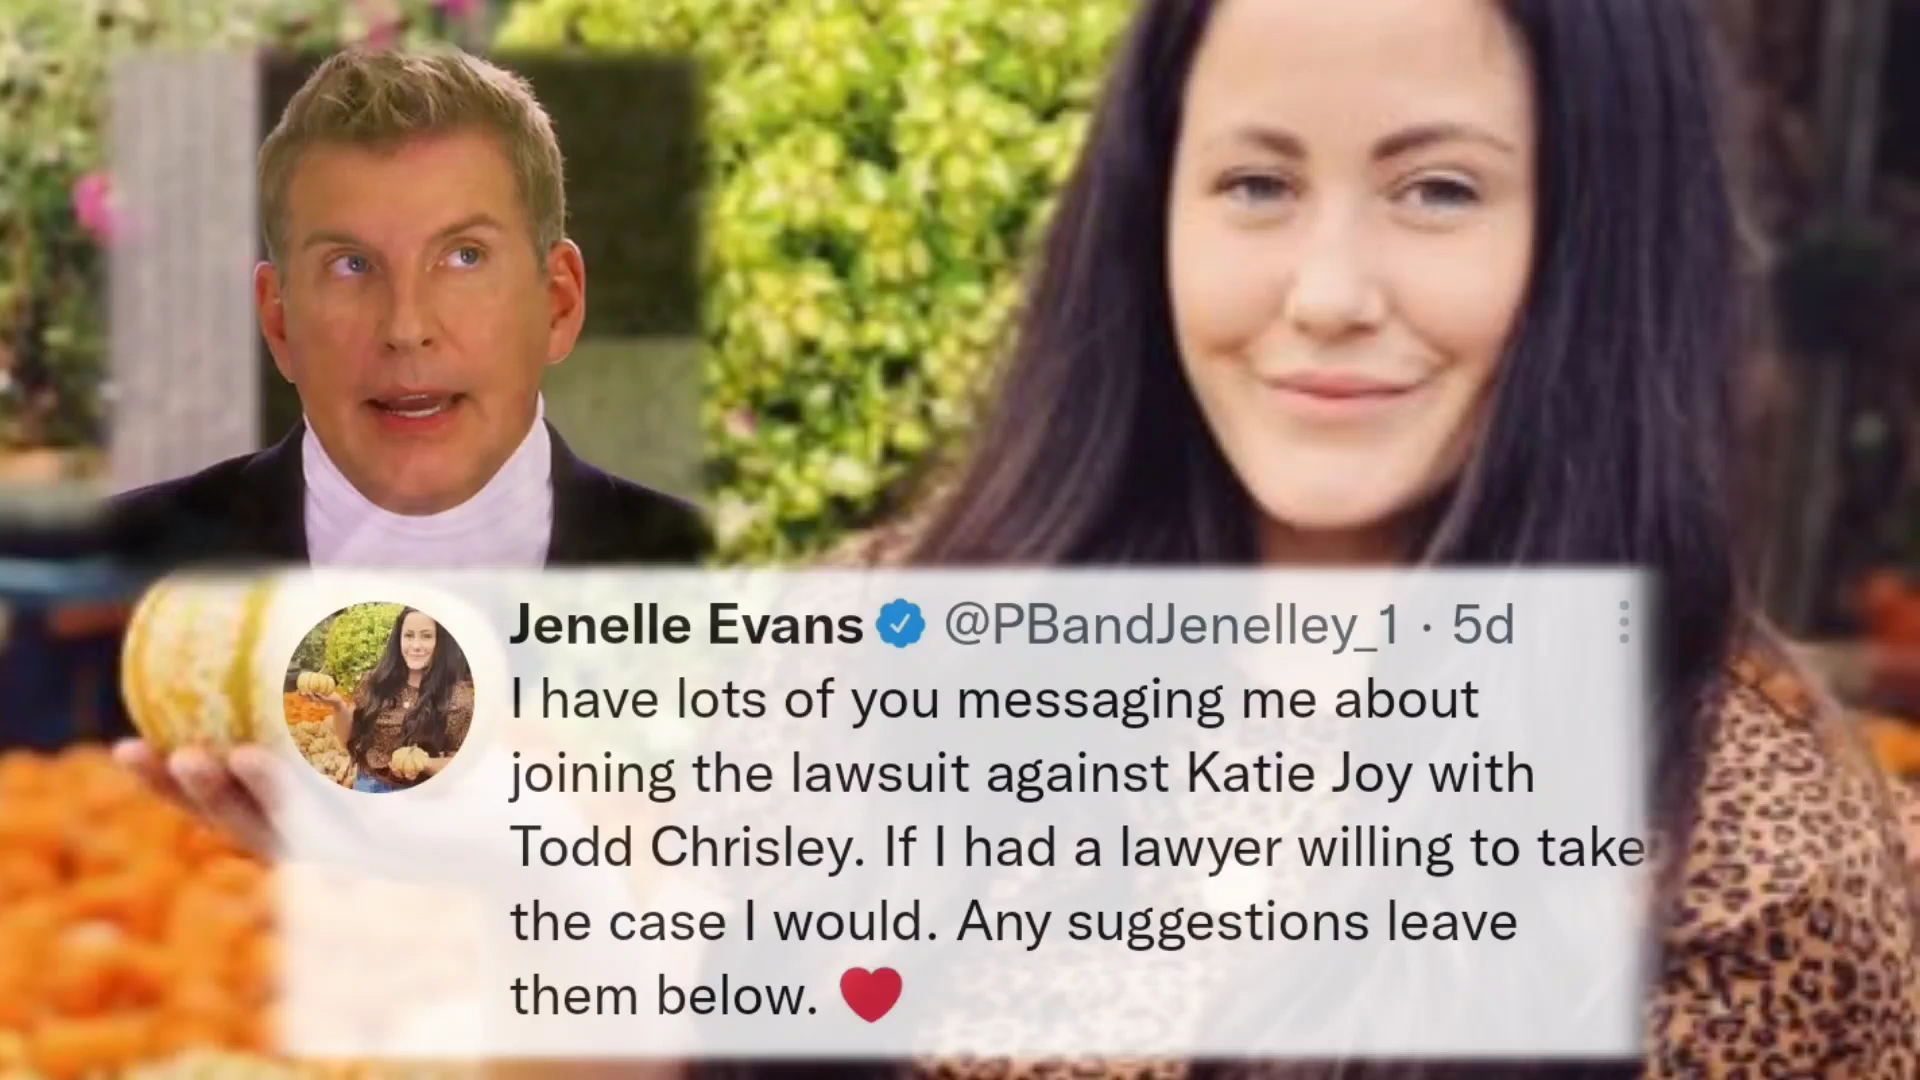 Jenelle Evans @PBandJenelley_1 · 5d
I have lots of you messaging me about
joining the lawsuit against Katie Joy with
Todd Chrisley. If I had a lawyer willing to take
the case I would. Any suggestions leave
them below. ❤️